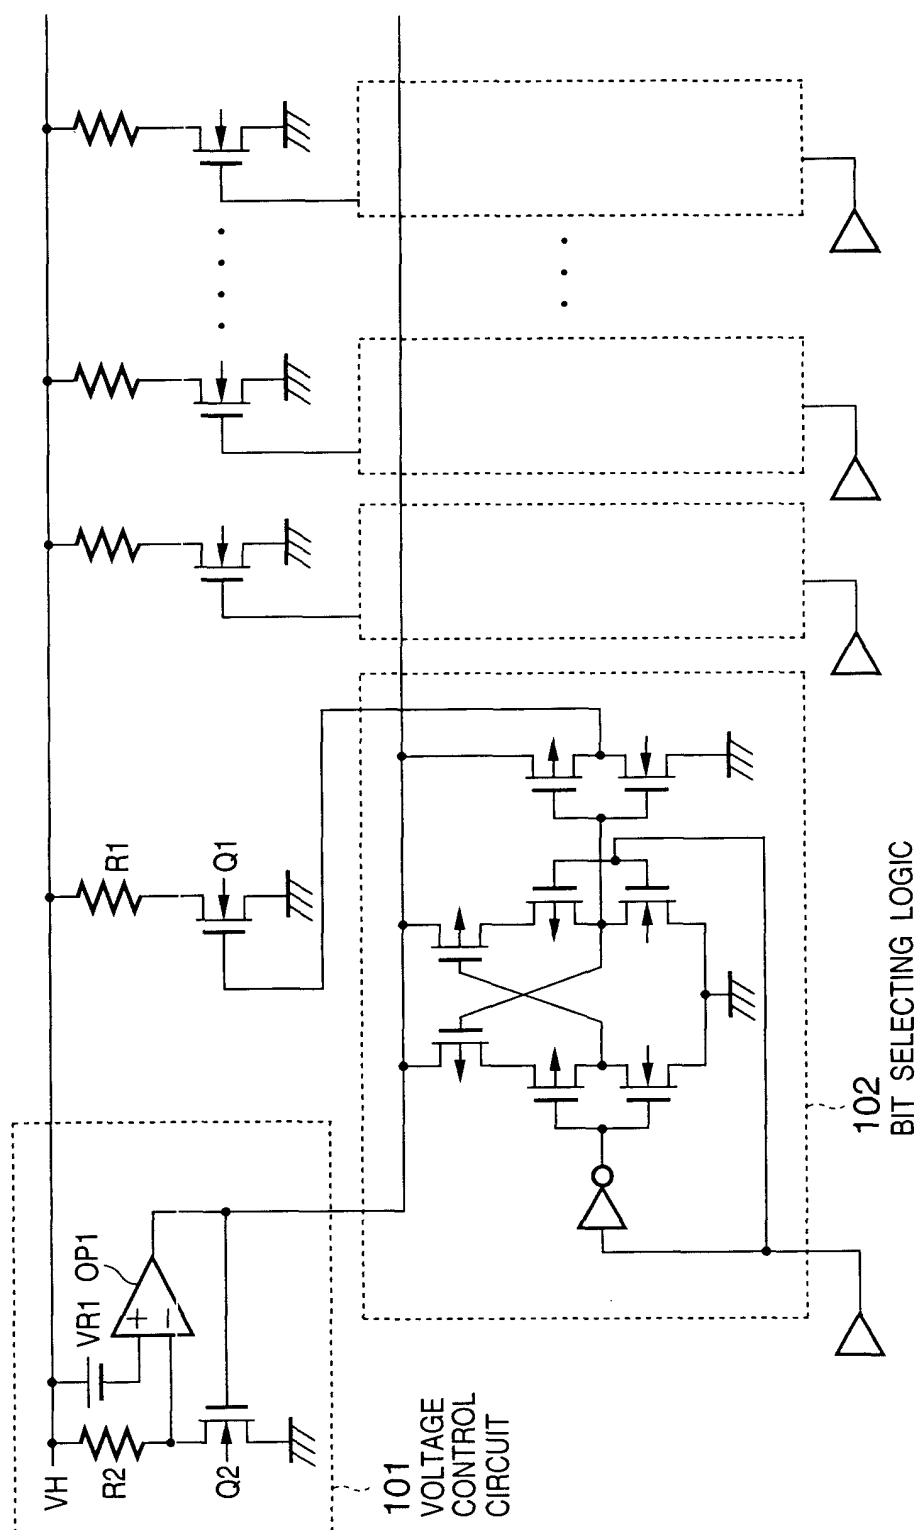 VH
R2
Q2
VR1
OP1
+
−
101
VOLTAGE
CONTROL
CIRCUIT
R1
Q1
102
BIT SELECTING LOGIC